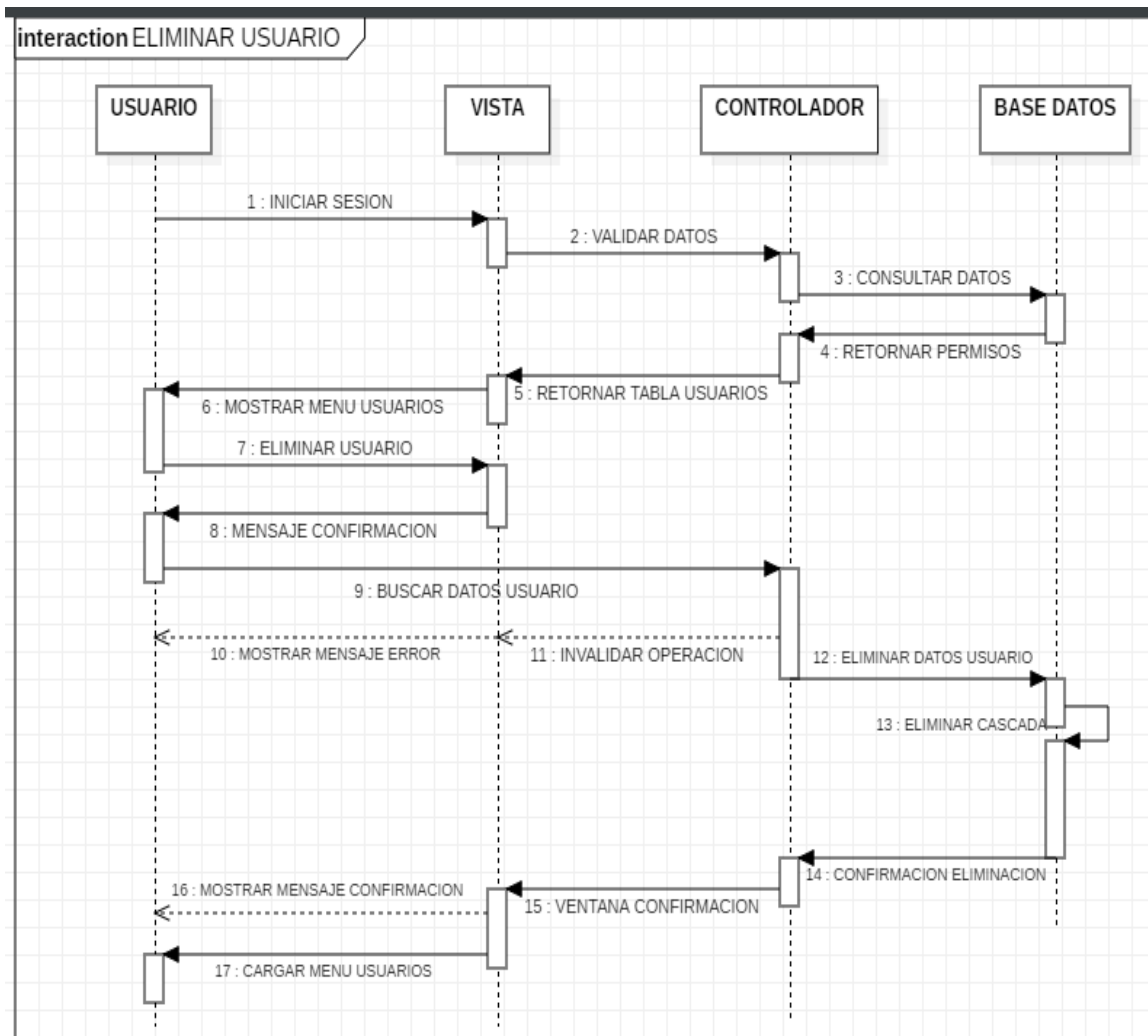 interaction ELIMINAR USUARIO
USUARIO
VISTA
CONTROLADOR
BASE DATOS
1 : INICIAR SESION
2 : VALIDAR DATOS
3 : CONSULTAR DATOS
4 : RETORNAR PERMISOS
5 : RETORNAR TABLA USUARIOS
6 : MOSTRAR MENU USUARIOS
7 : ELIMINAR USUARIO
8 : MENSAJE CONFIRMACION
9 : BUSCAR DATOS USUARIO
10 : MOSTRAR MENSAJE ERROR
11 : INVALIDAR OPERACION
12 : ELIMINAR DATOS USUARIO
13 : ELIMINAR CASCADA
14 : CONFIRMACION ELIMINACION
15 : VENTANA CONFIRMACION
16 : MOSTRAR MENSAJE CONFIRMACION
17 : CARGAR MENU USUARIOS